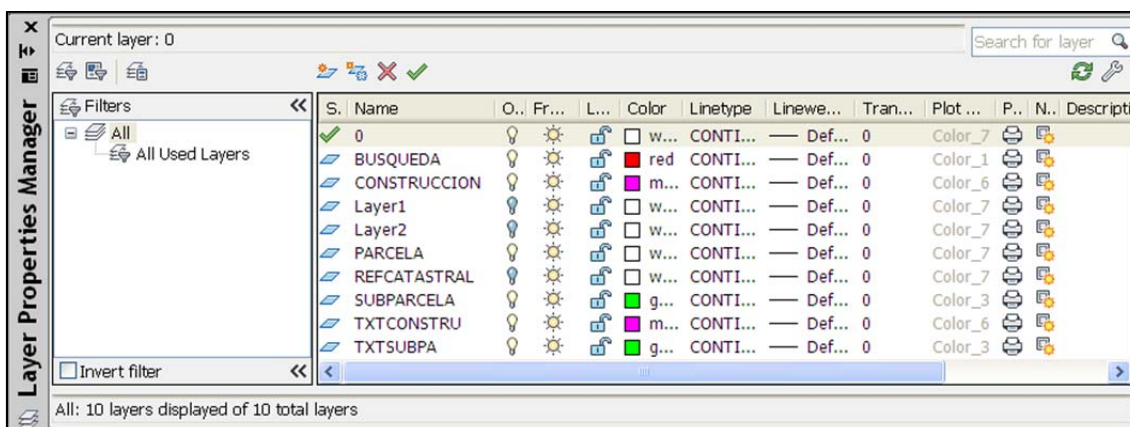 Layer Properties Manager
Current layer: 0
Search for layer
Filters
All
All Used Layers
Invert filter
S. Name O.. Fr... L... Color Linetype Linewe... Tran... Plot ... P.. N.. Descripti
0 w... CONTI... Def... 0 Color_7
BUSQUEDA red CONTI... Def... 0 Color_1
CONSTRUCCION m... CONTI... Def... 0 Color_6
Layer1 w... CONTI... Def... 0 Color_7
Layer2 w... CONTI... Def... 0 Color_7
PARCELA w... CONTI... Def... 0 Color_7
REFCATASTRAL w... CONTI... Def... 0 Color_7
SUBPARCELA g... CONTI... Def... 0 Color_3
TXTCONSTRU m... CONTI... Def... 0 Color_6
TXTSUBPA g... CONTI... Def... 0 Color_3
All: 10 layers displayed of 10 total layers